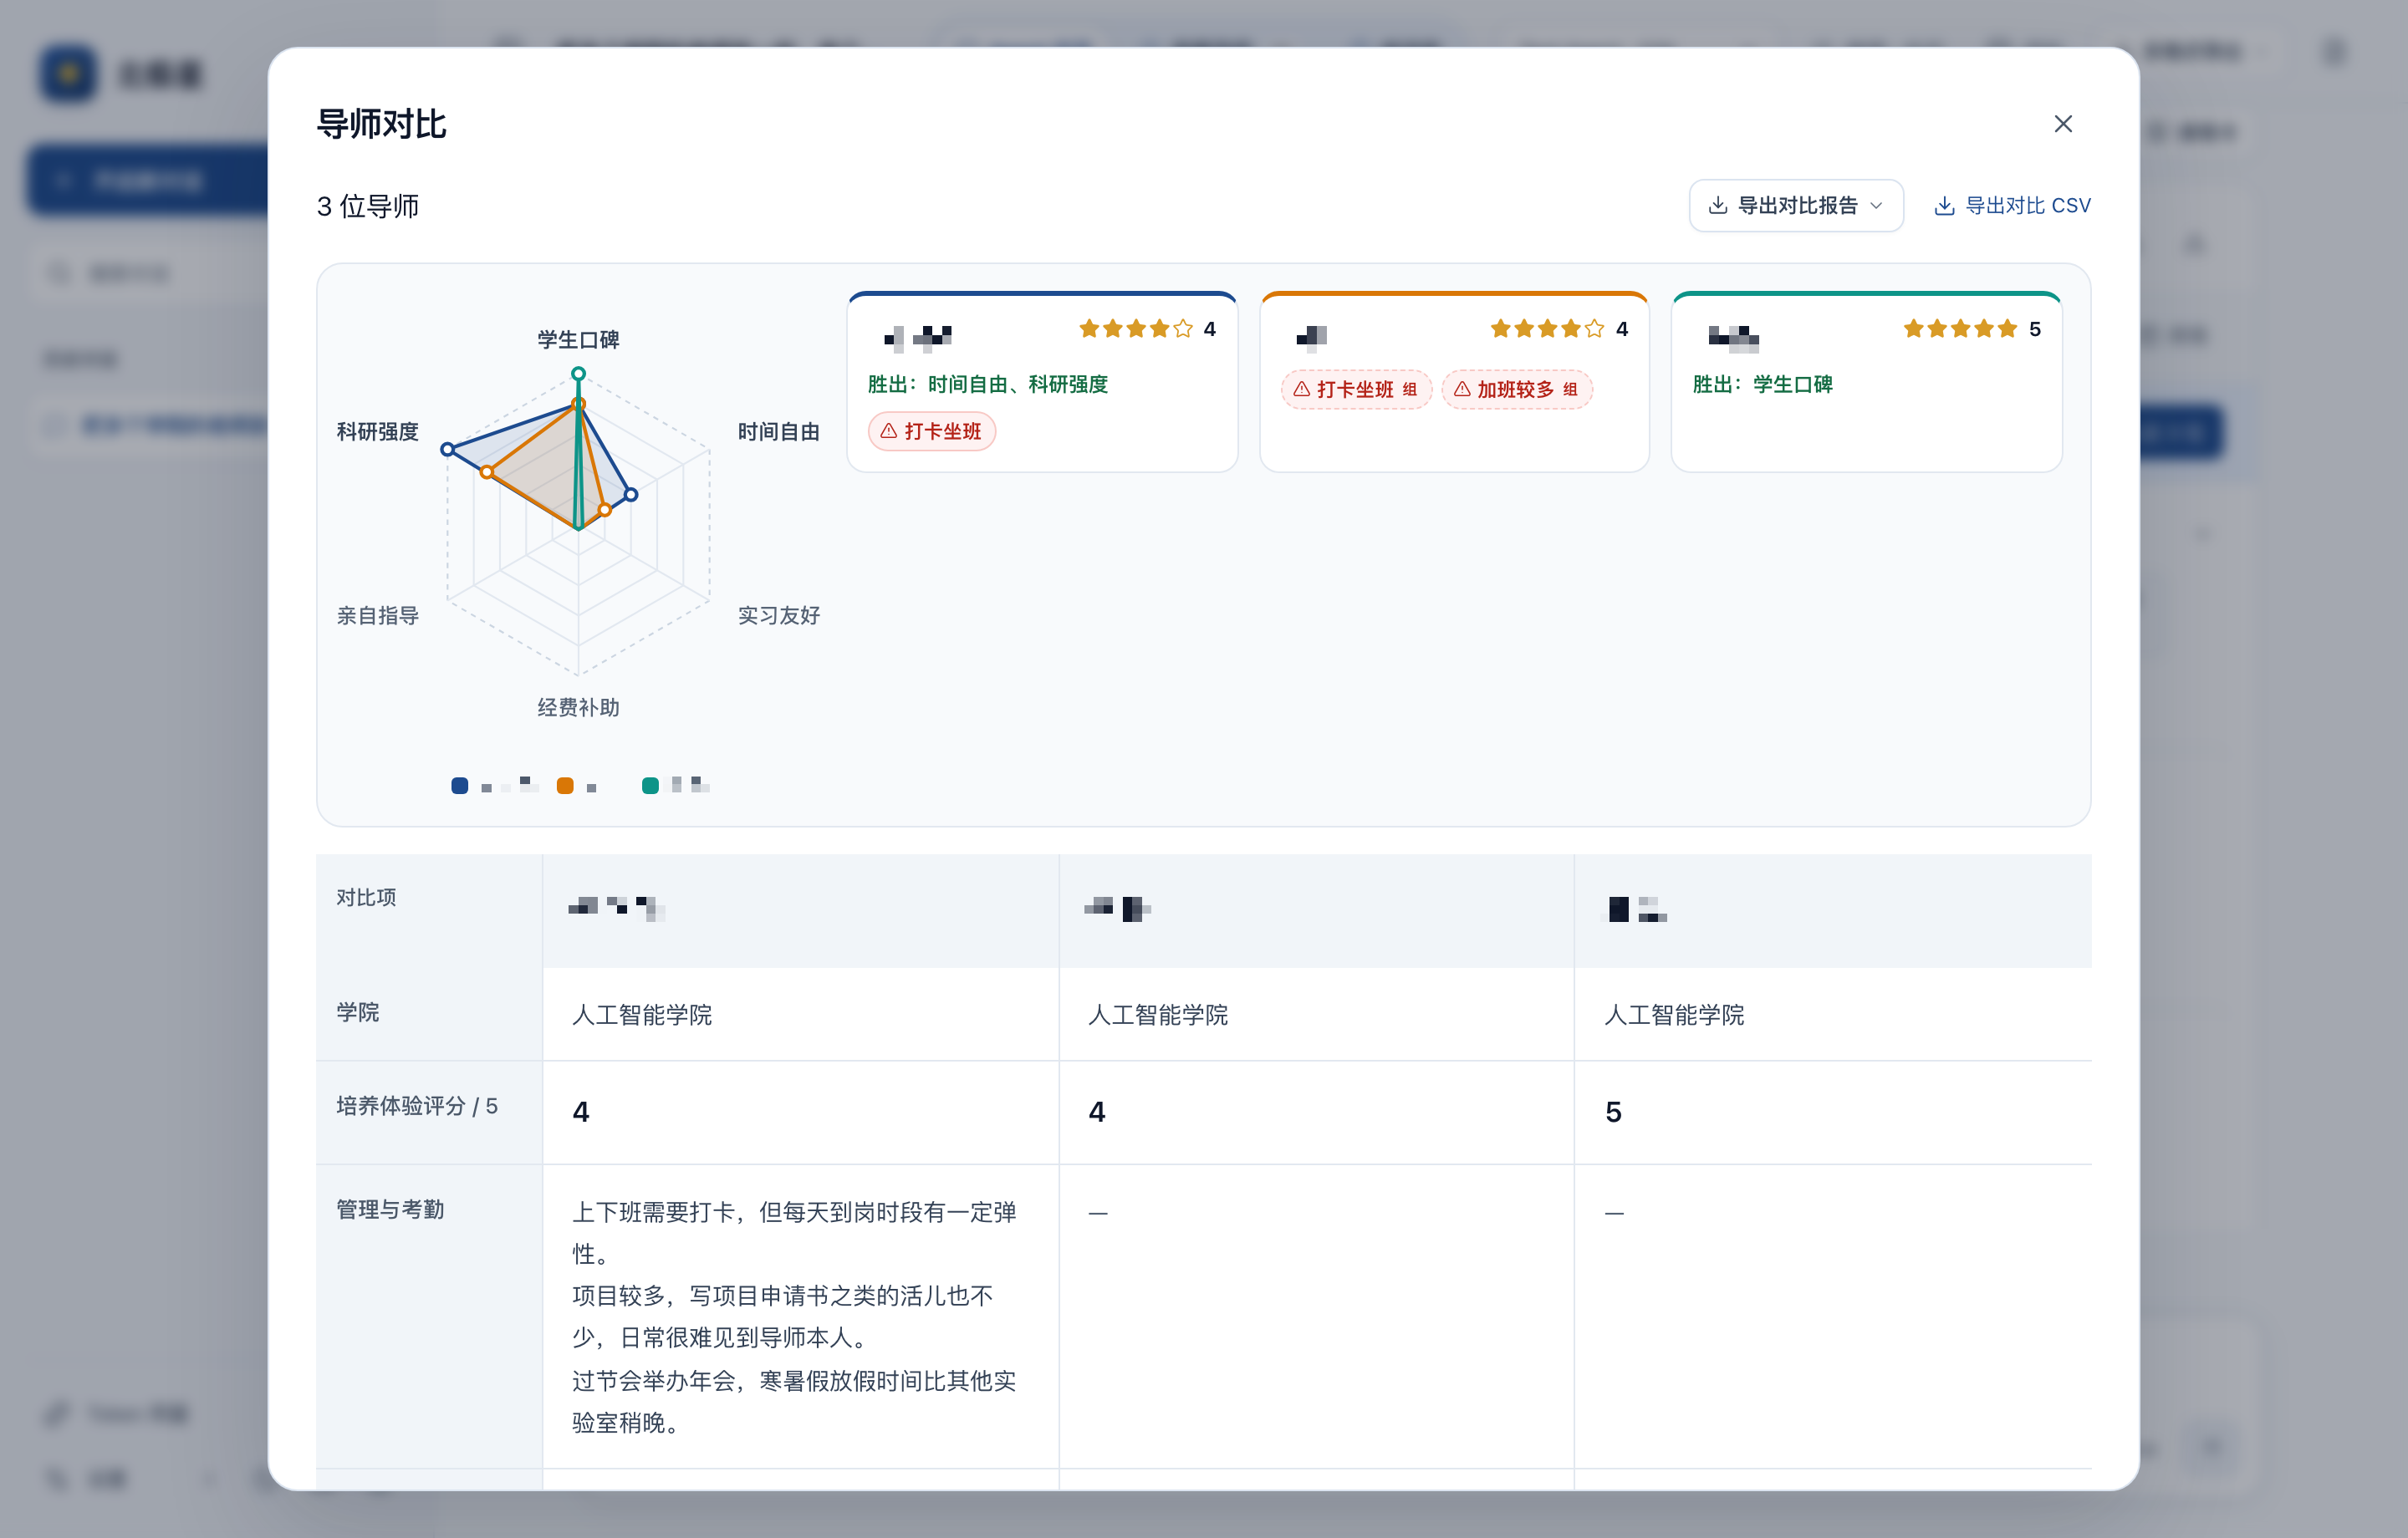 导师对比
3 位导师
导出对比报告
导出对比 CSV
学生口碑
科研强度
时间自由
亲自指导
实习友好
经费补助
4
胜出：时间自由、科研强度
打卡坐班
4
打卡坐班 组
加班较多 组
5
胜出：学生口碑
对比项
学院
人工智能学院
人工智能学院
人工智能学院
培养体验评分 / 5
4
4
5
管理与考勤
上下班需要打卡，但每天到岗时段有一定弹
性。
项目较多，写项目申请书之类的活儿也不
少，日常很难见到导师本人。
过节会举办年会，寒暑假放假时间比其他实
验室稍晚。
—
—